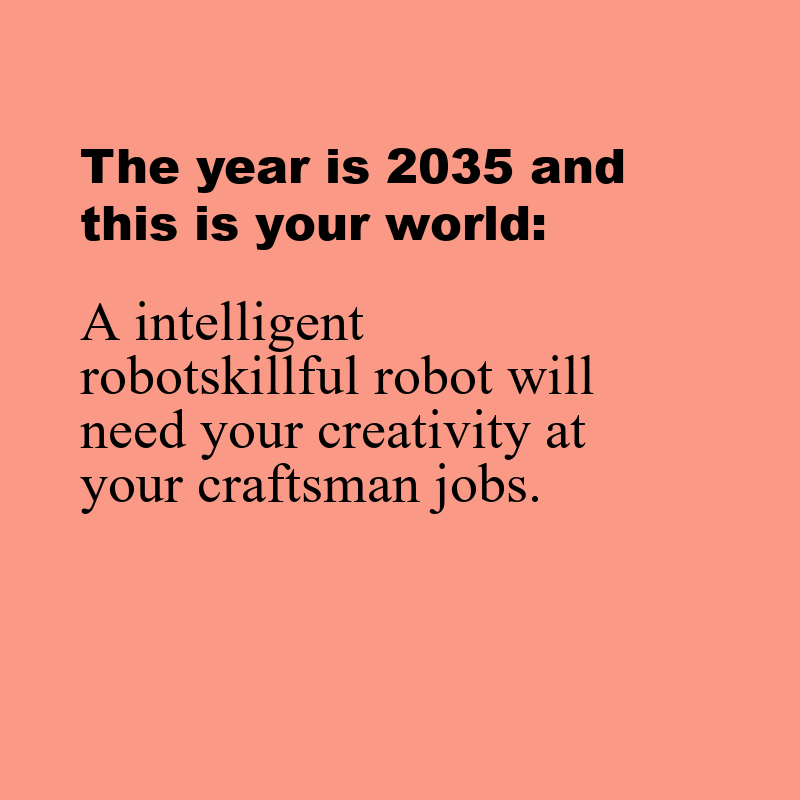 The year is 2035 and
this is your world:
A intelligent
robotskillful robot will
need your creativity at
your craftsman jobs.